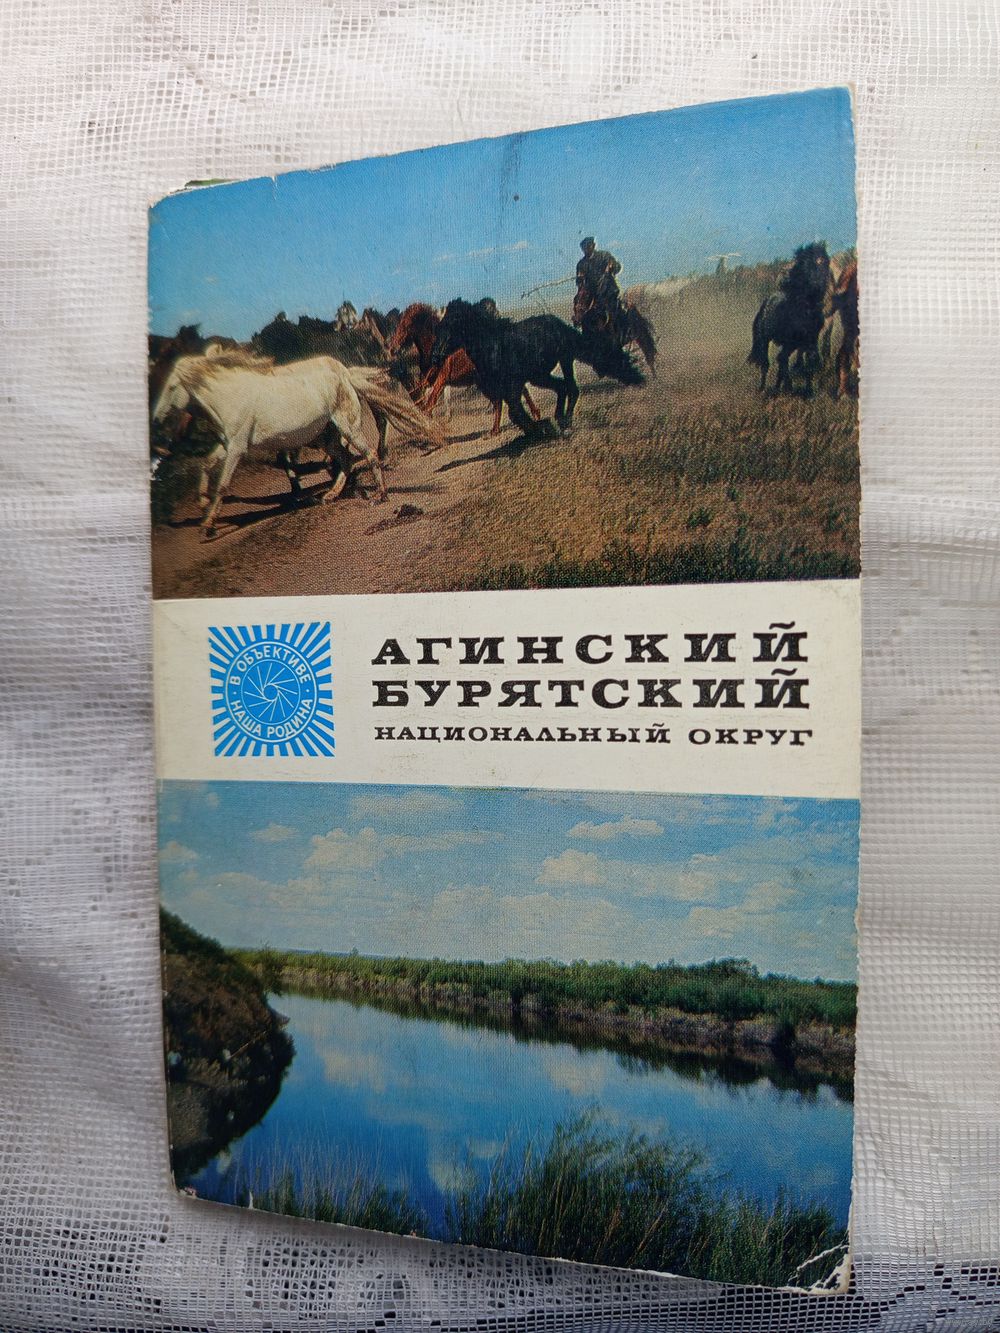 В ОБЪЕКТИВЕ
НАША РОДИНА
АГИНСКИЙ
БУРЯТСКИЙ
НАЦИОНАЛЬНЫЙ ОКРУГ